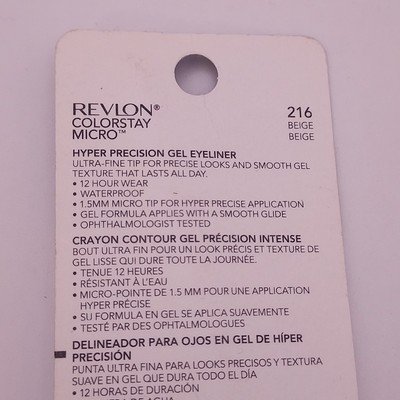 REVLON®
COLORSTAY
MICRO™
216
BEIGE
BEIGE
HYPER PRECISION GEL EYELINER
ULTRA-FINE TIP FOR PRECISE LOOKS AND SMOOTH GEL
TEXTURE THAT LASTS ALL DAY.
• 12 HOUR WEAR
• WATERPROOF
• 1.5MM MICRO TIP FOR HYPER PRECISE APPLICATION
• GEL FORMULA APPLIES WITH A SMOOTH GLIDE
• OPHTHALMOLOGIST TESTED
CRAYON CONTOUR GEL PRÉCISION INTENSE
BOUT ULTRA FIN POUR UN LOOK PRÉCIS ET TEXTURE DE
GEL LISSE QUI DURE TOUTE LA JOURNÉE.
• TENUE 12 HEURES
• RÉSISTANT À L'EAU
• MICRO-POINTE DE 1.5 MM POUR UNE APPLICATION
HYPER PRÉCISE
• SU FORMULA EN GEL SE APLICA SUAVEMENTE
• TESTÉ PAR DES OPHTALMOLOGUES
DELINEADOR PARA OJOS EN GEL DE HÍPER
PRECISIÓN
PUNTA ULTRA FINA PARA LOOKS PRECISOS Y TEXTURA
SUAVE EN GEL QUE DURA TODO EL DÍA
• 12 HORAS DE DURACIÓN